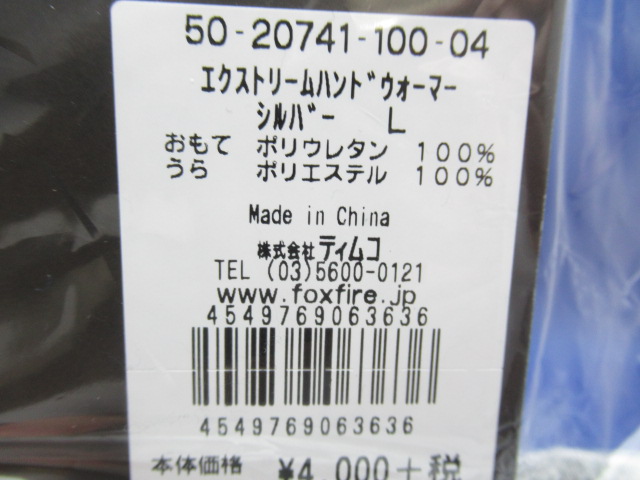 50-20741-100-04
エクストリームハンドウォーマー
シルバー L
おもて ポリウレタン 100%
うら ポリエステル 100%
Made in China
株式会社ティムコ
TEL (03)5600-0121
www.foxfire.jp
4549769063636
4549769063636
本体価格 ¥4,000+税